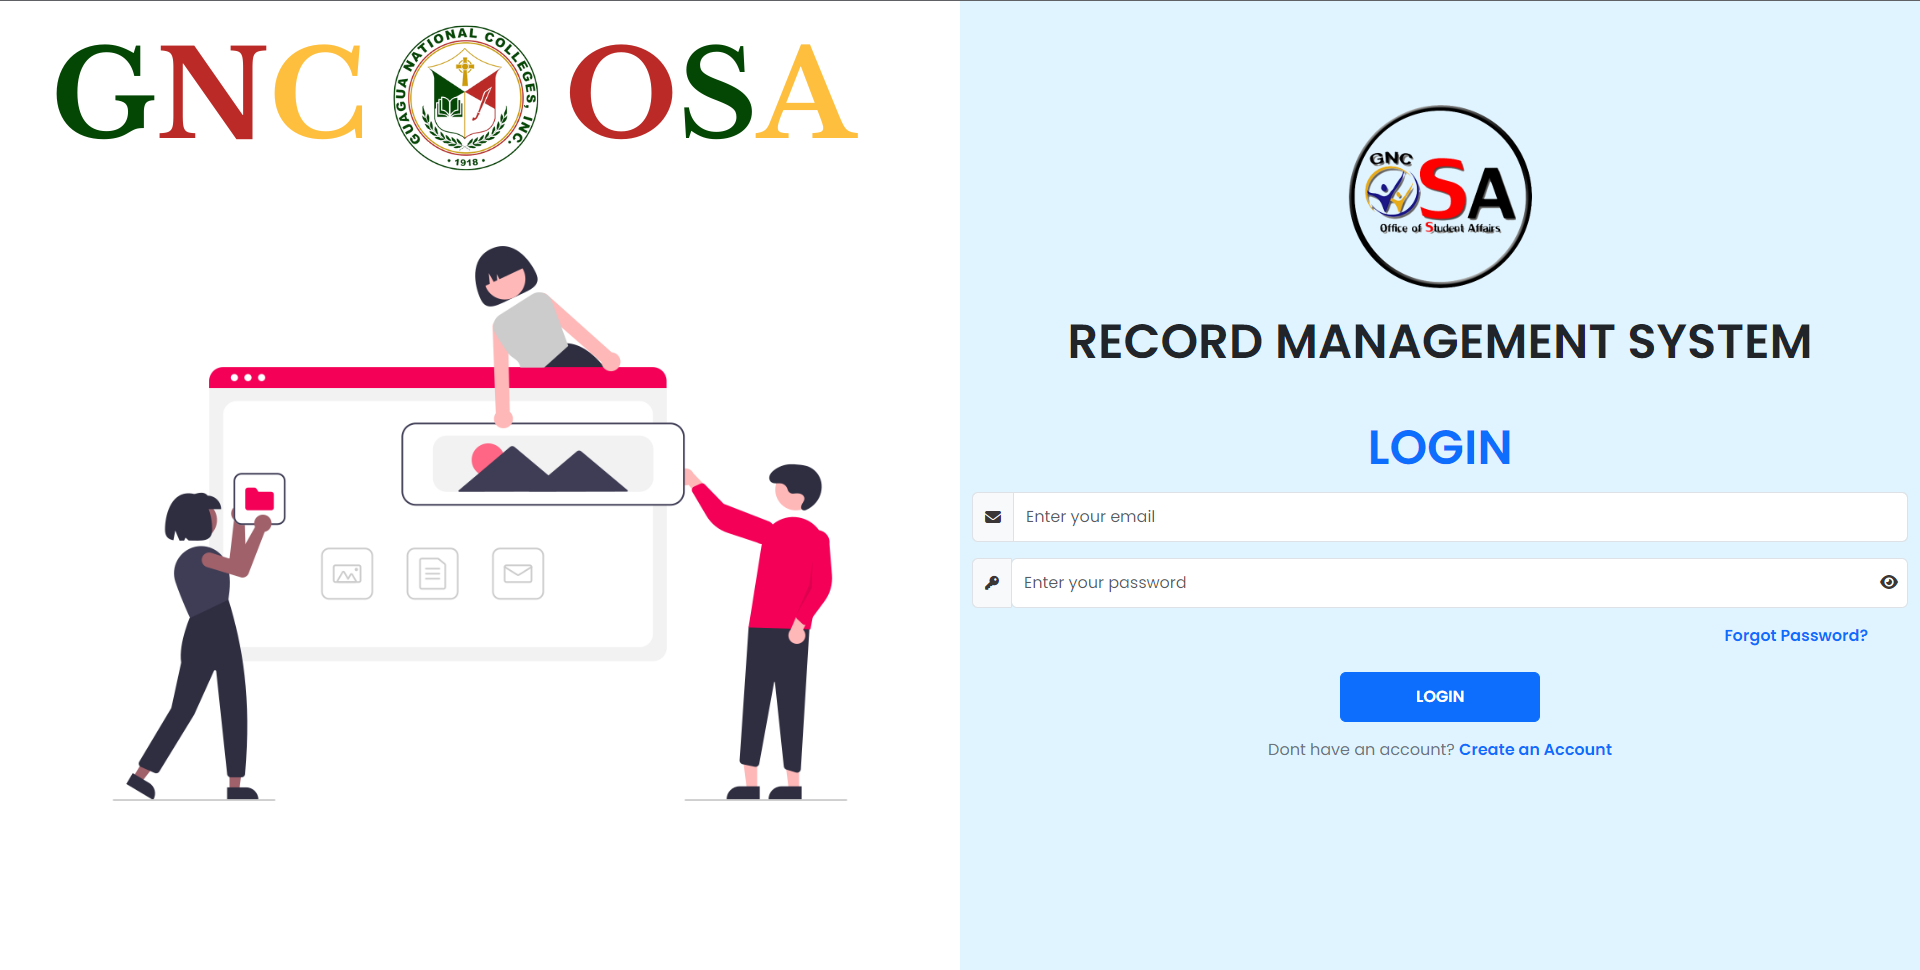 GNC OSA
GUAGUA NATIONAL COLLEGES, INC.
• 1918 •
GNC
OSA
Office of Student Affairs
RECORD MANAGEMENT SYSTEM
LOGIN
Enter your email
Enter your password
Forgot Password?
LOGIN
Dont have an account? Create an Account